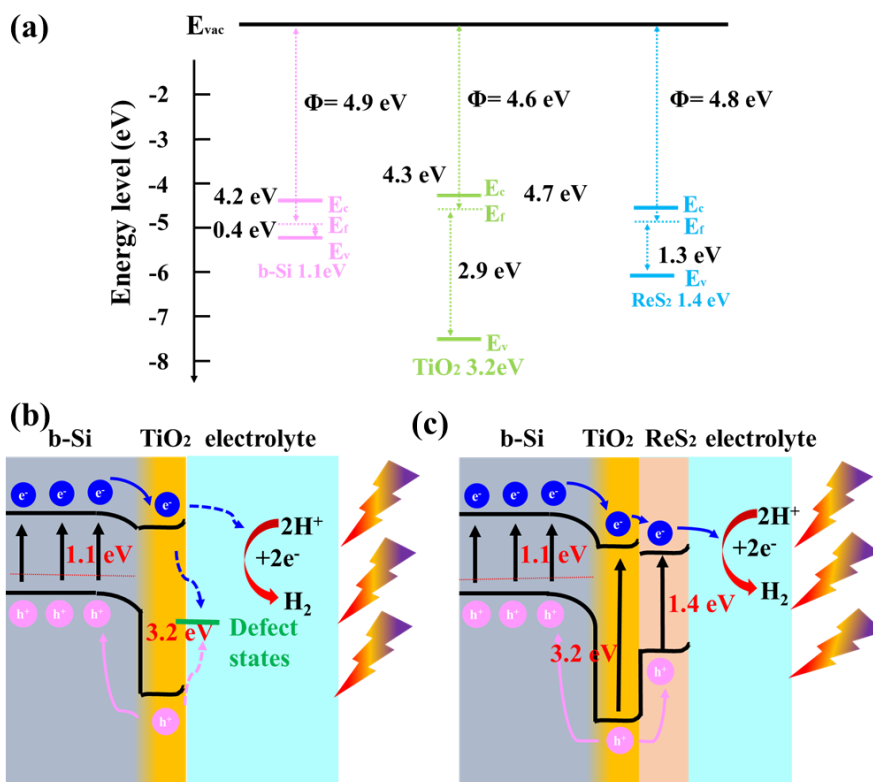 (a)
Evac
Energy level (eV)
-2
-3
-4
-5
-6
-7
-8
Φ= 4.9 eV
4.2 eV
0.4 eV
Ec
Ef
Ev
b-Si 1.1eV
Φ= 4.6 eV
4.3 eV
4.7 eV
Ec
Ef
2.9 eV
Ev
TiO2 3.2eV
Φ= 4.8 eV
Ec
Ef
1.3 eV
Ev
ReS2 1.4 eV
(b)
b-Si TiO2 electrolyte
e- e- e-
e-
1.1 eV
2H+
+2e-
H2
h+ h+ h+
3.2 eV
Defect
states
h+
(c)
b-Si TiO2 ReS2 electrolyte
e- e- e-
e- e-
1.1 eV
2H+
+2e-
H2
1.4 eV
h+ h+ h+
3.2 eV
h+
h+